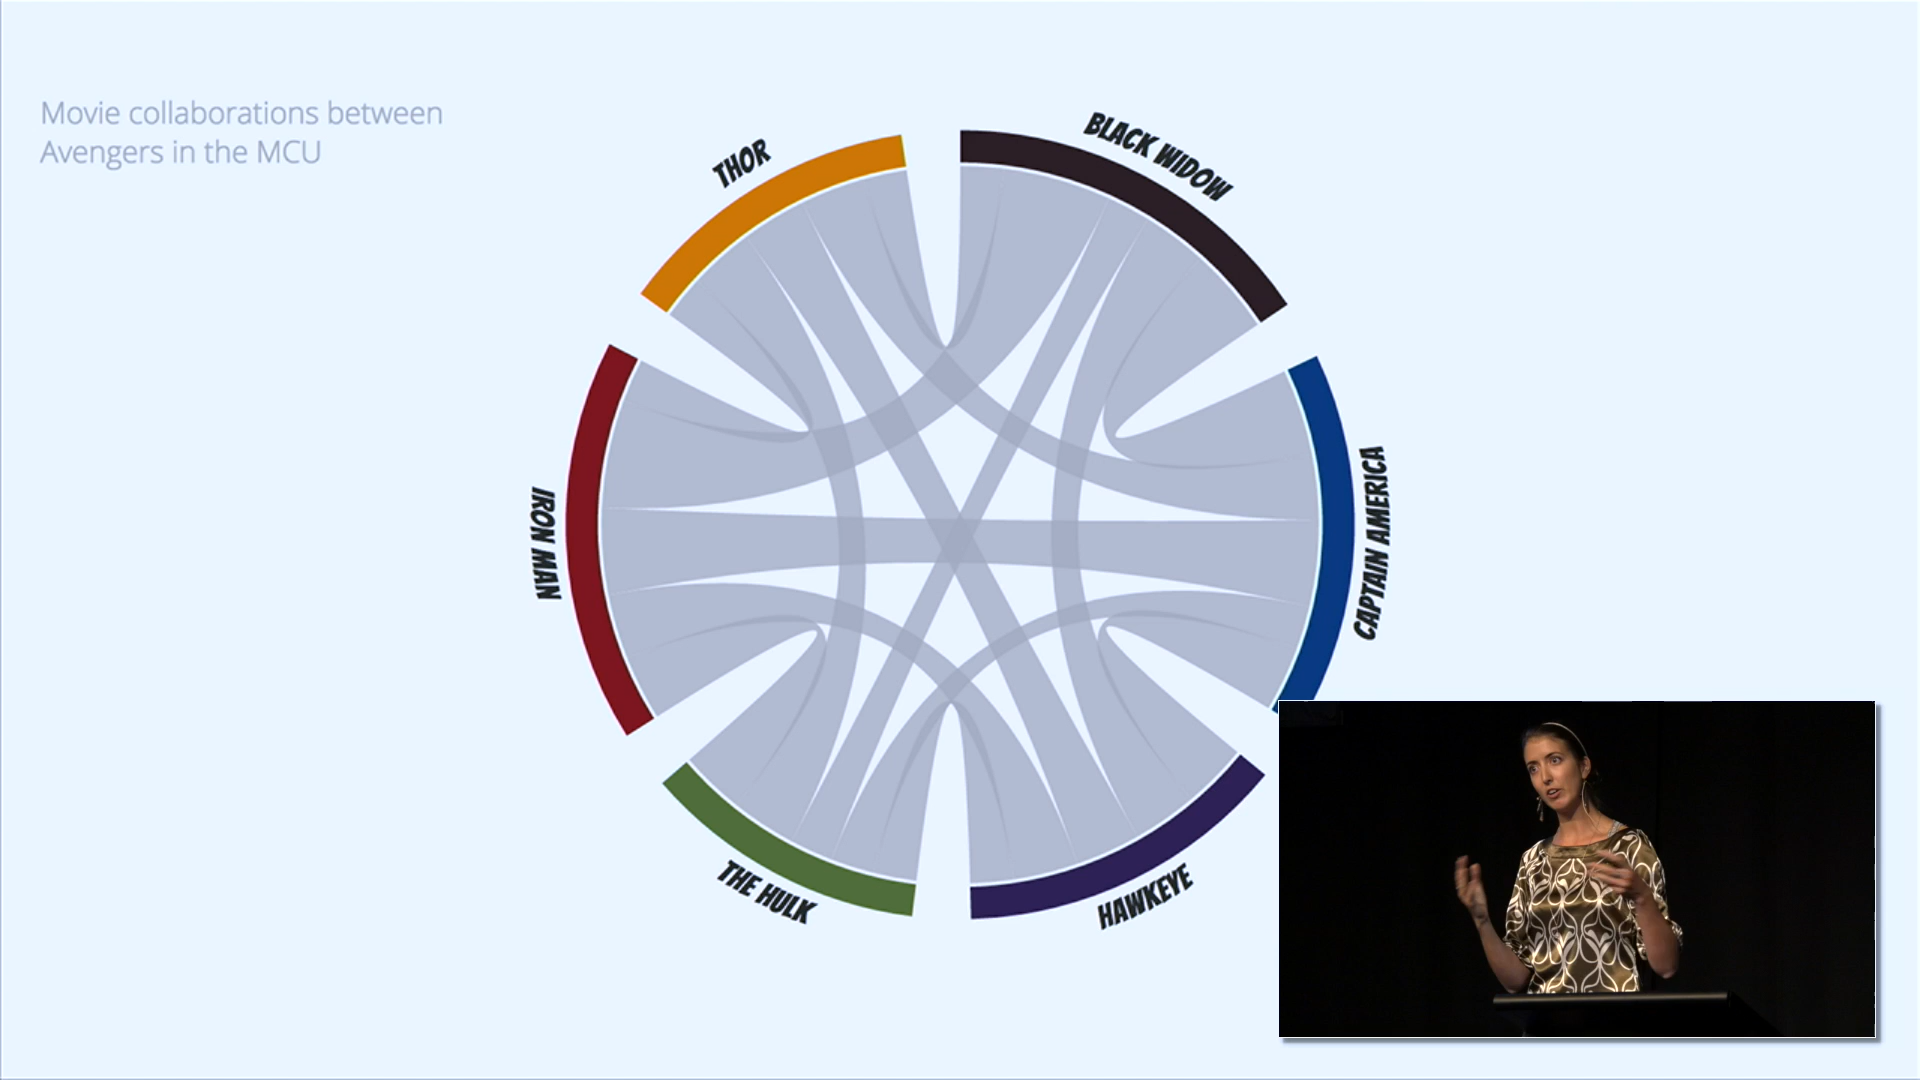 Movie collaborations between
Avengers in the MCU
THOR
BLACK WIDOW
IRON MAN
CAPTAIN AMERICA
THE HULK
HAWKEYE